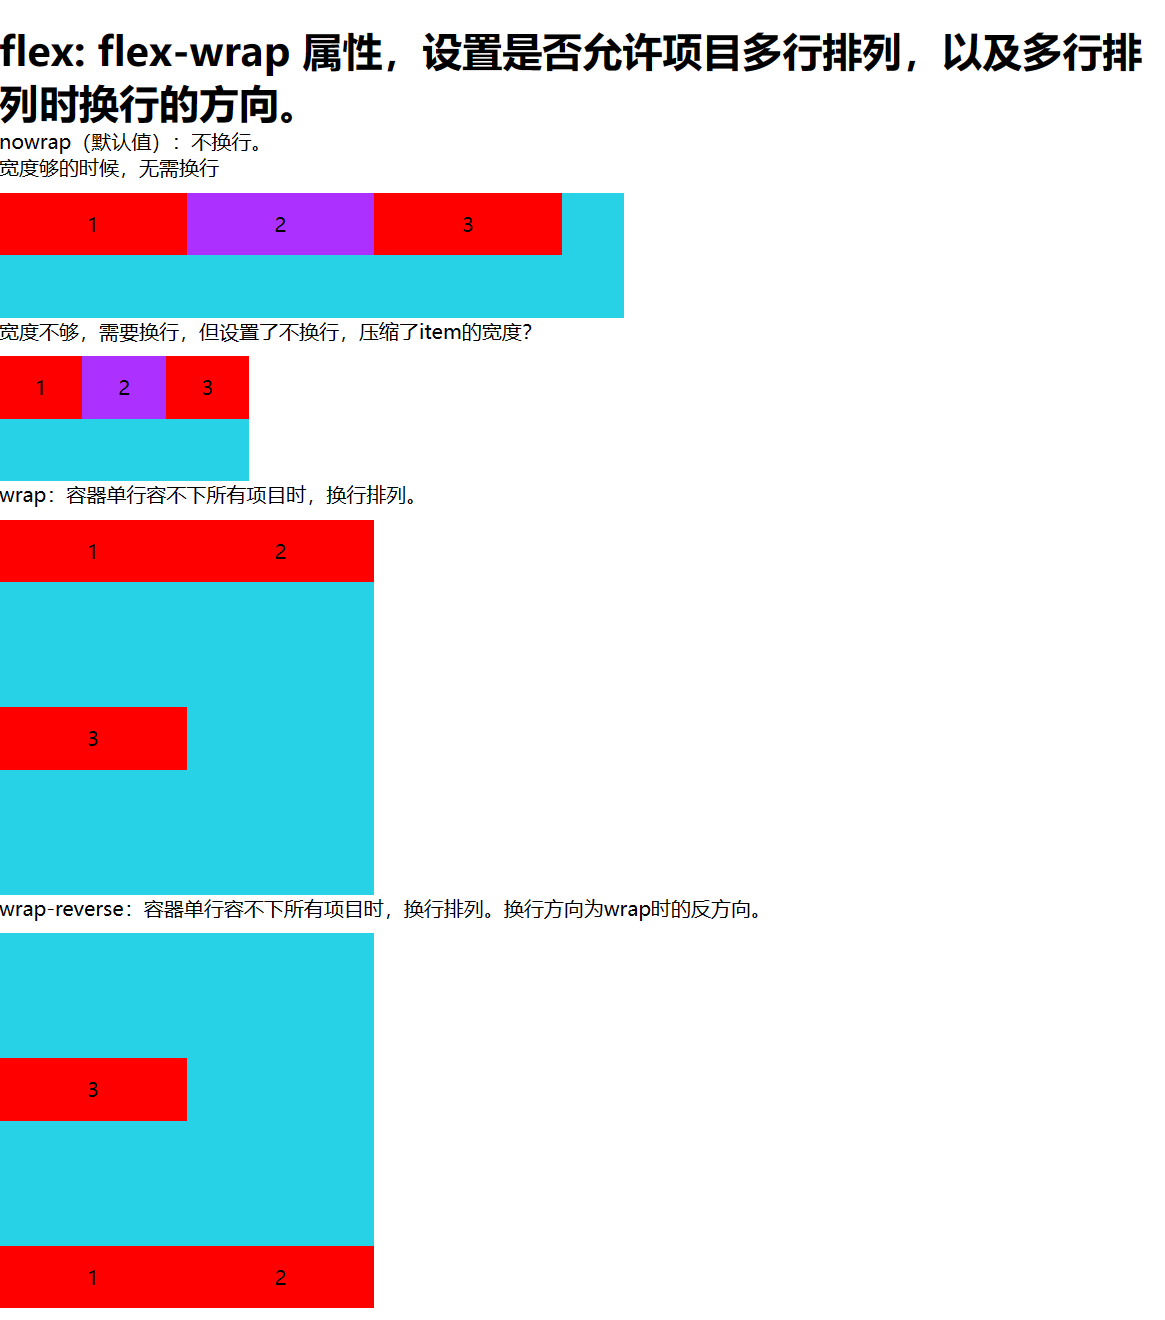 flex: flex-wrap 属性，设置是否允许项目多行排列，以及多行排
列时换行的方向。
nowrap（默认值）：不换行。
宽度够的时候，无需换行
1 2 3
宽度不够，需要换行，但设置了不换行，压缩了item的宽度？
1 2 3
wrap：容器单行容不下所有项目时，换行排列。
1 2
3
wrap-reverse：容器单行容不下所有项目时，换行排列。换行方向为wrap时的反方向。
3
1 2